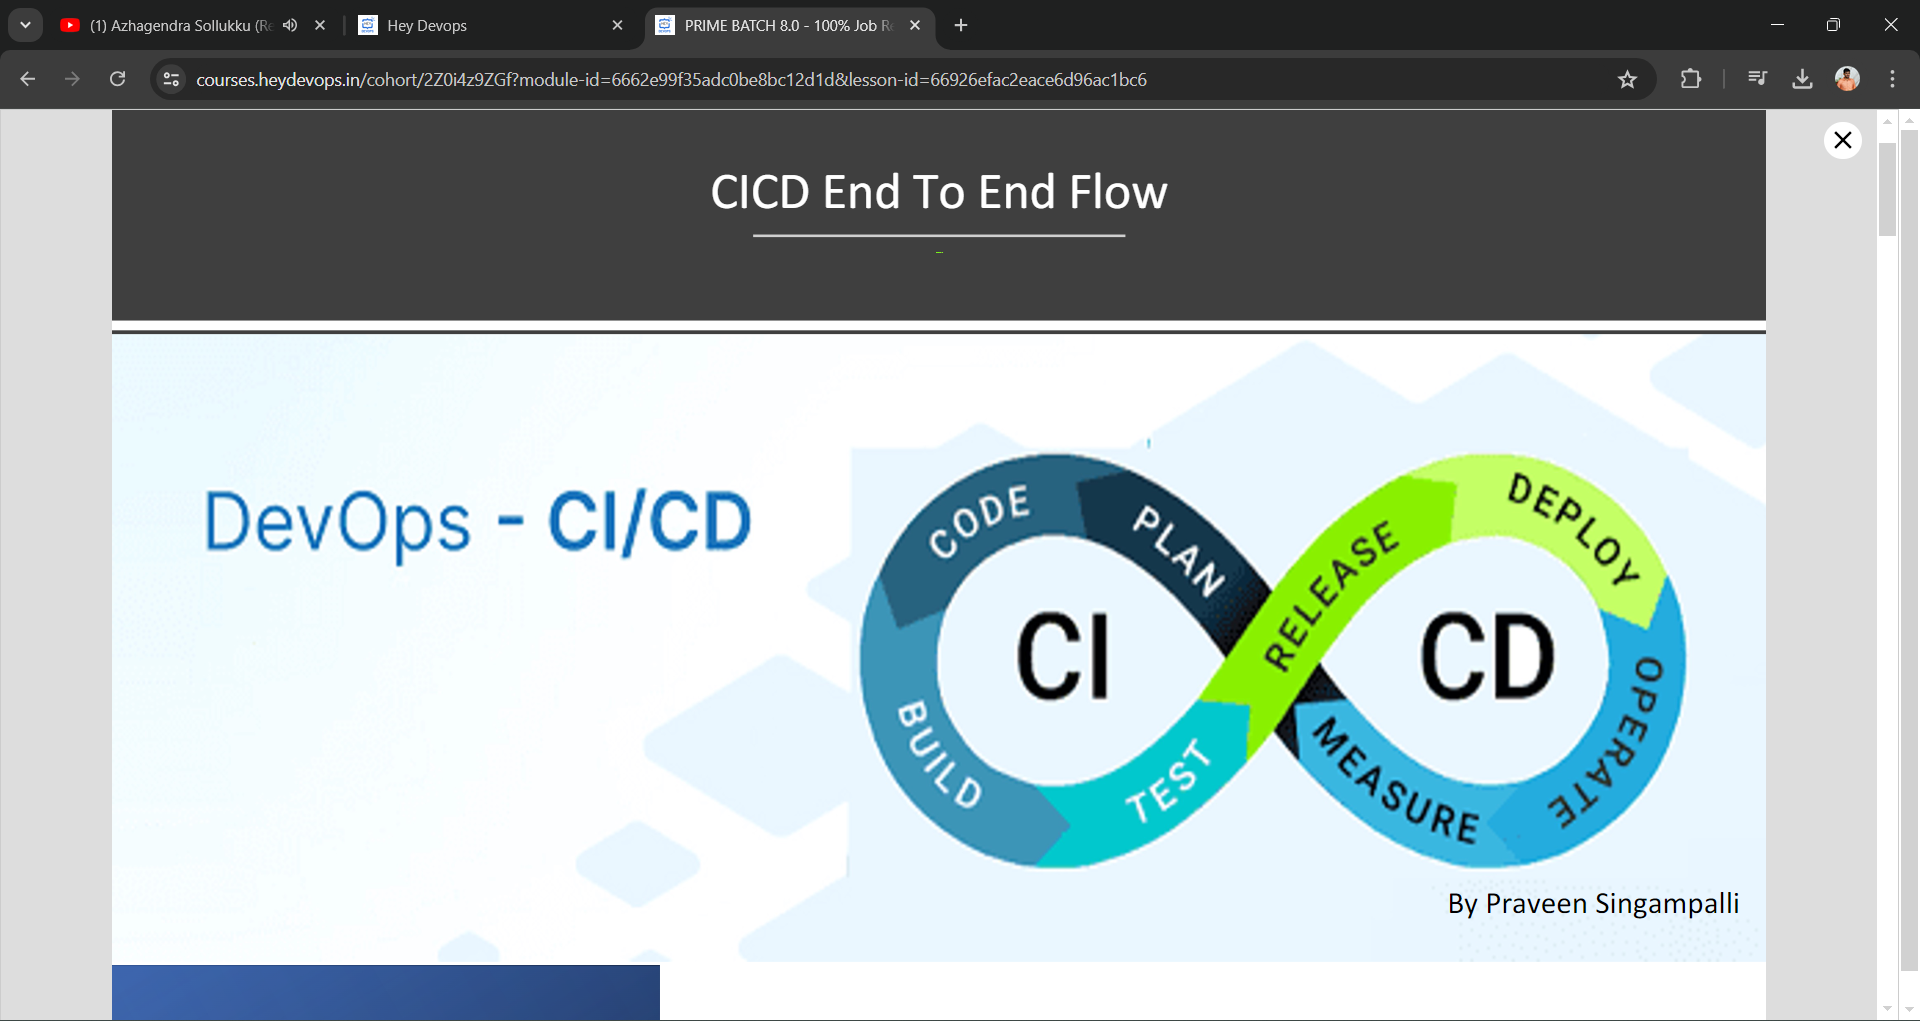 (1) Azhagendra Sollukku (Re
Hey Devops
PRIME BATCH 8.0 - 100% Job Re
courses.heydevops.in/cohort/2Z0i4z9ZGf?module-id=6662e99f35adc0be8bc12d1d&lesson-id=66926efac2eace6d96ac1bc6
CICD End To End Flow
DevOps - CI/CD
CODE
PLAN
RELEASE
DEPLOY
CI
CD
BUILD
TEST
MEASURE
OPERATE
By Praveen Singampalli